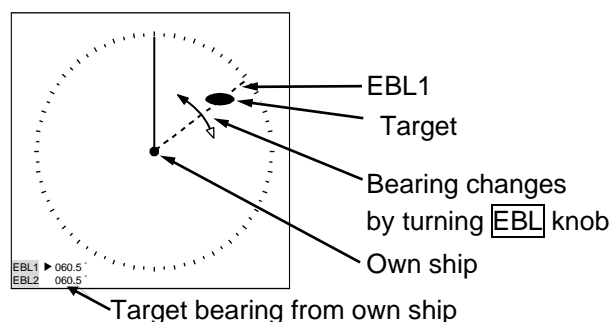 EBL1
Target
Bearing changes
by turning EBL knob
Own ship
EBL1 ▶ 060.5°
EBL2 060.5°
Target bearing from own ship